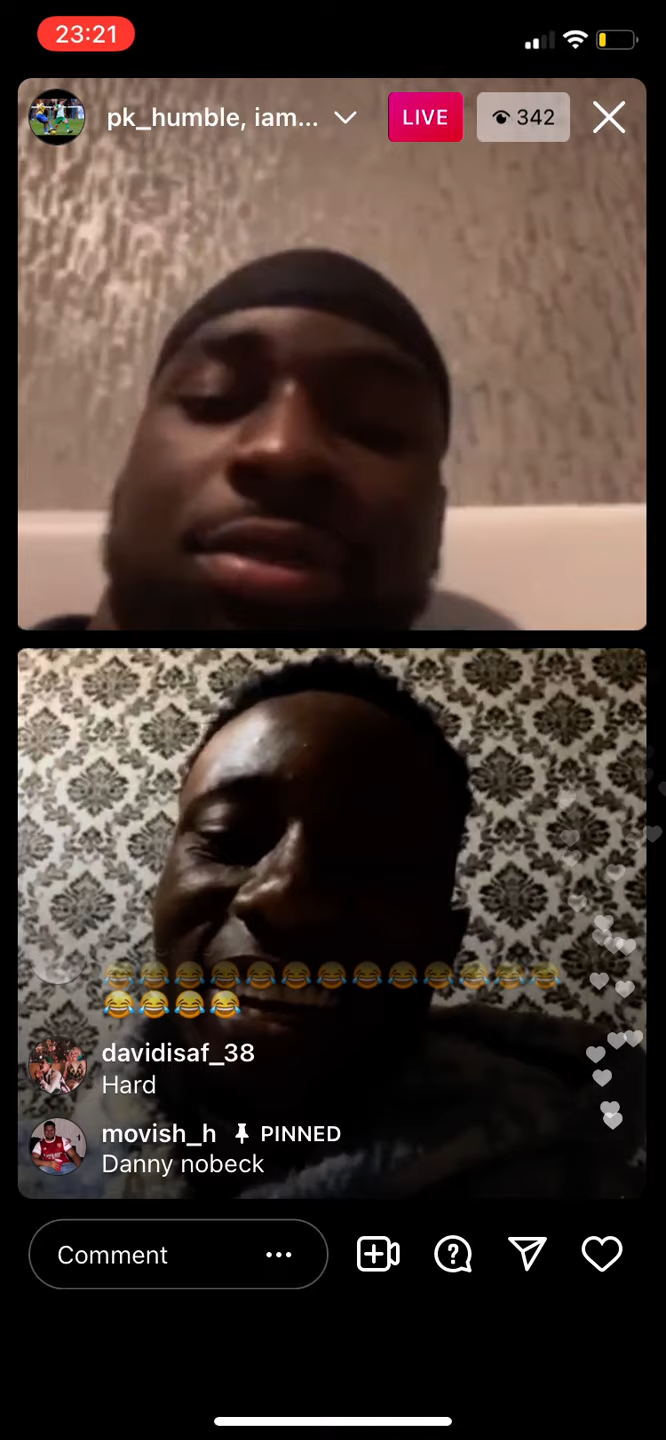 23:21
pk_humble, iam...
LIVE
342
😂😂😂😂😂😂😂😂😂😂😂😂😂
😂😂😂😂
davidisaf_38
Hard
movish_h PINNED
Danny nobeck
Comment